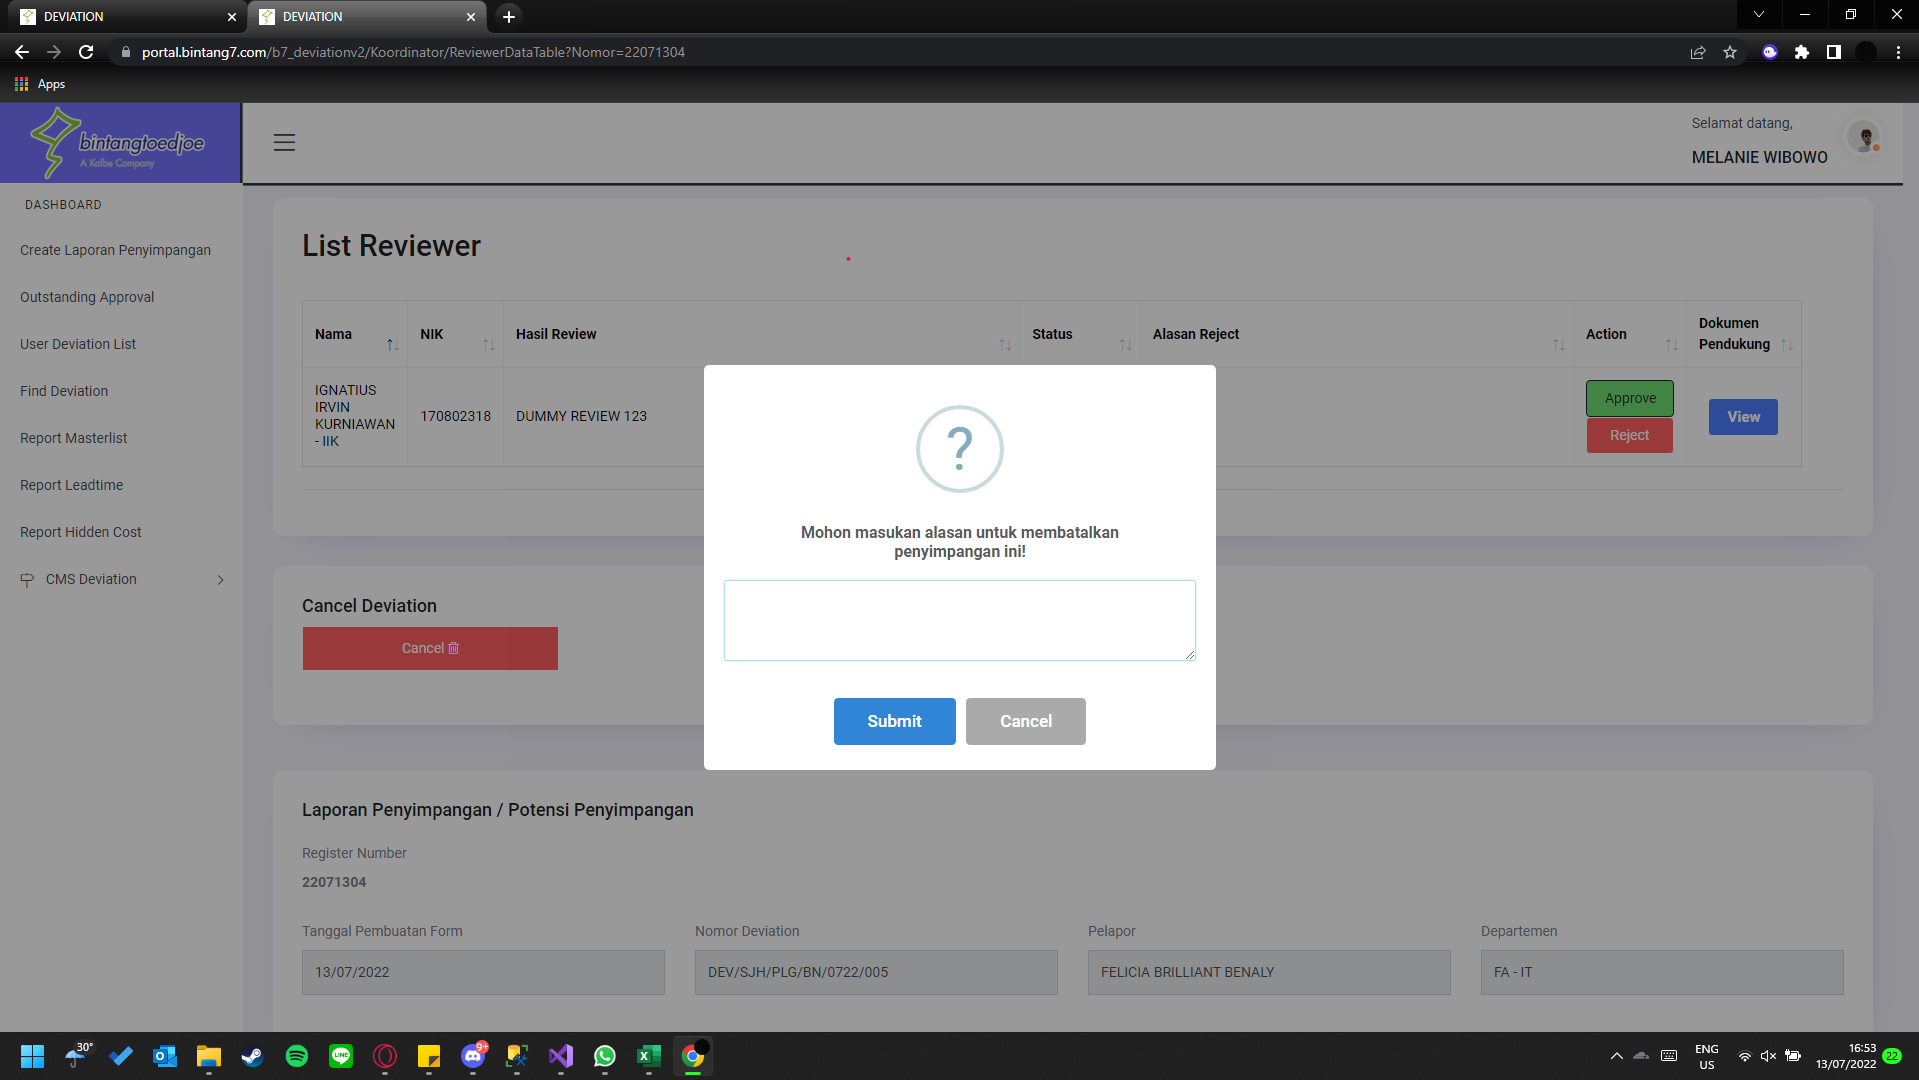 DEVIATION
DEVIATION
portal.bintang7.com/b7_deviationv2/Koordinator/ReviewerDataTable?Nomor=22071304
Apps
bintangtoedjoe
A Kalbe Company
Selamat datang,
MELANIE WIBOWO
DASHBOARD
Create Laporan Penyimpangan
Outstanding Approval
User Deviation List
Find Deviation
Report Masterlist
Report Leadtime
Report Hidden Cost
CMS Deviation
List Reviewer
Nama
NIK
Hasil Review
Status
Alasan Reject
Action
Dokumen
Pendukung
IGNATIUS
IRVIN
KURNIAWAN
- IIK
170802318
DUMMY REVIEW 123
Approve
Reject
View
?
Mohon masukan alasan untuk membatalkan
penyimpangan ini!
Submit
Cancel
Cancel Deviation
Cancel
Laporan Penyimpangan / Potensi Penyimpangan
Register Number
22071304
Tanggal Pembuatan Form
13/07/2022
Nomor Deviation
DEV/SJH/PLG/BN/0722/005
Pelapor
FELICIA BRILLIANT BENALY
Departemen
FA - IT
30°
LINE
9+
ENG
US
16:53
13/07/2022
22